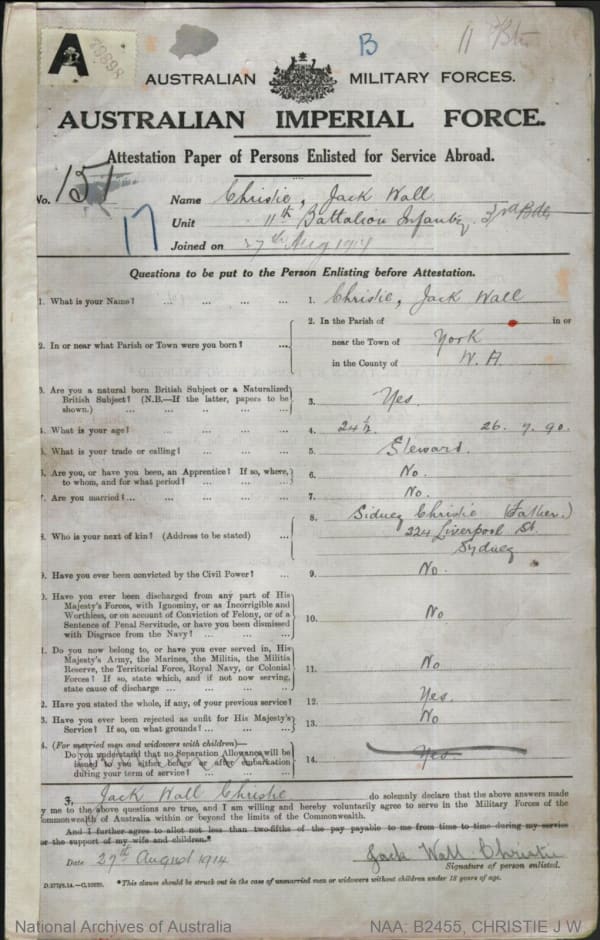 A 79898
B
11 Btn
AUSTRALIAN MILITARY FORCES.
AUSTRALIAN IMPERIAL FORCE.
Attestation Paper of Persons Enlisted for Service Abroad.
No. 151 Name Christie, Jack Wall
17 Unit 11th Battalion Infantry 3rd Bde
Joined on 27th Aug 1914
Questions to be put to the Person Enlisting before Attestation.
1. What is your Name? ... ... ... ... 1. Christie, Jack Wall
2. In the Parish of in or
2. In or near what Parish or Town were you born? ... near the Town of York
in the County of W. A.
3. Are you a natural born British Subject or a Naturalized
British Subject? (N.B.—If the latter, papers to be 3. Yes.
shown.) ... ... ... ... ...
4. What is your age? ... ... ... ... 4. 24 1/2 26. 7. 90.
5. What is your trade or calling? ... ... ... 5. Steward.
6. Are you, or have you been, an Apprentice? If so, where, 6. No.
to whom, and for what period? ... ... ...
7. Are you married? ... ... ... ... 7. No.
8. Sidney Christie (Father.)
8. Who is your next of kin? (Address to be stated) ... 224 Liverpool St.
Sydney
9. Have you ever been convicted by the Civil Power? ... 9. No.
10. Have you ever been discharged from any part of His
Majesty's Forces, with Ignominy, or as Incorrigible and
Worthless, or on account of Conviction of Felony, or of a 10. No
Sentence of Penal Servitude, or have you been dismissed
with Disgrace from the Navy? ... ... ...
11. Do you now belong to, or have you ever served in, His
Majesty's Army, the Marines, the Militia, the Militia
Reserve, the Territorial Force, Royal Navy, or Colonial 11. No
Forces? If so, state which, and if not now serving,
state cause of discharge ... ... ... ...
12. Have you stated the whole, if any, of your previous service? 12. Yes.
13. Have you ever been rejected as unfit for His Majesty's 13. No
Service? If so, on what grounds? ... ... ...
14. (For married men and widowers with children)—
Do you understand that no Separation Allowance will be
issued to you either before or after embarkation 14. Yes
during your term of service? ... ... ...
I, Jack Wall Christie do solemnly declare that the above answers made
by me to the above questions are true, and I am willing and hereby voluntarily agree to serve in the Military Forces of the
Commonwealth of Australia within or beyond the limits of the Commonwealth.
And I further agree to allot not less than two-fifths of the pay payable to me from time to time during my service
for the support of my wife and children.*
Date 27th August 1914 Jack Wall Christie
Signature of person enlisted.
*This clause should be struck out in the case of unmarried men or widowers without children under 18 years of age.
National Archives of Australia NAA: B2455, CHRISTIE J W